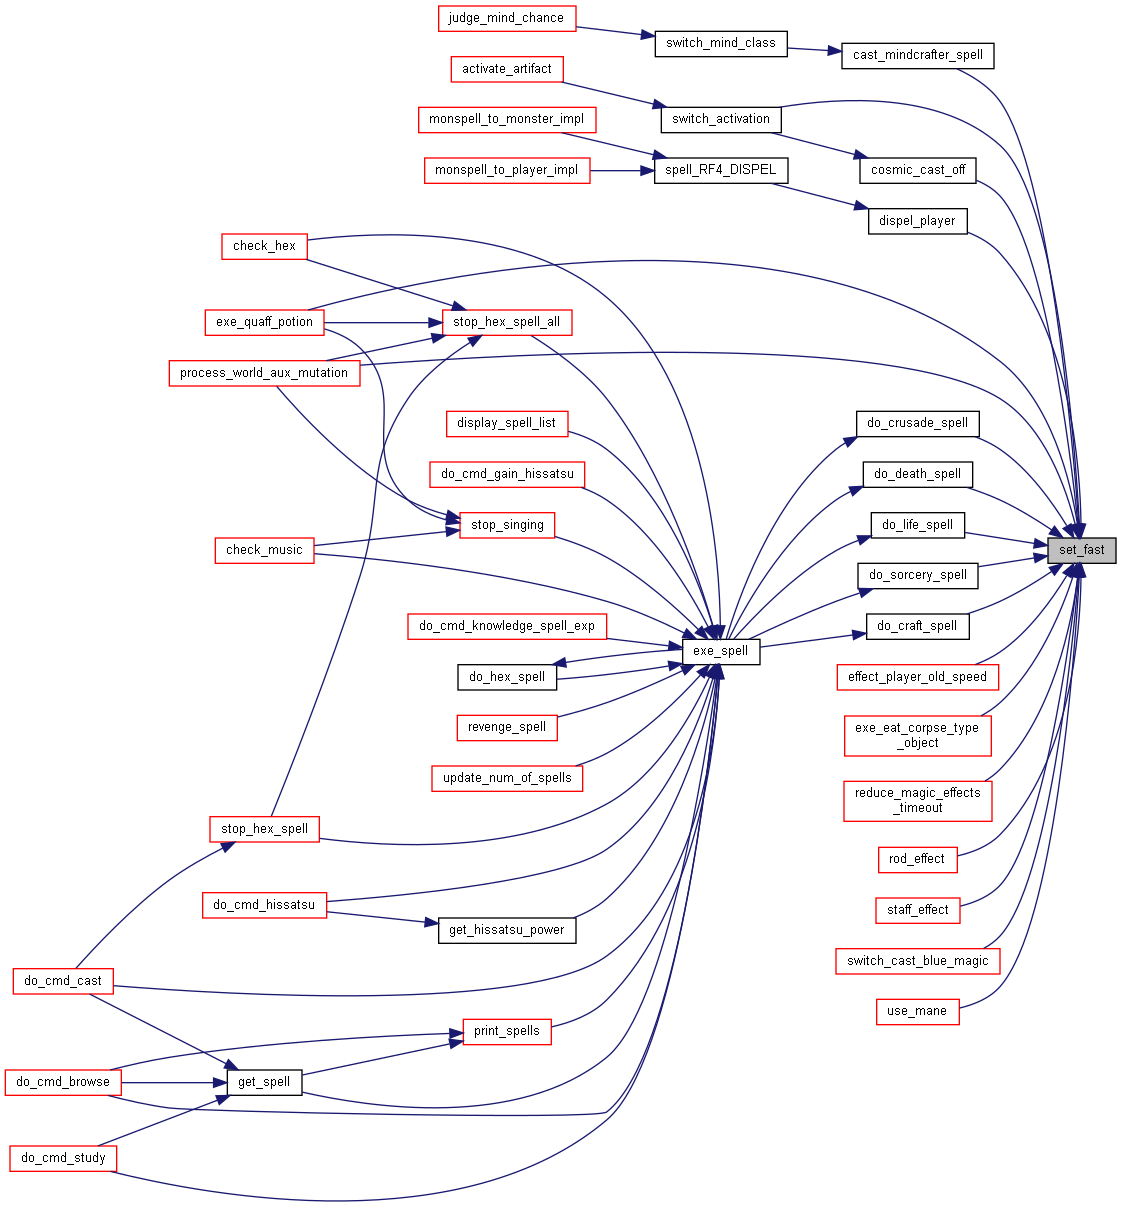 judge_mind_chance
switch_mind_class
cast_mindcrafter_spell
activate_artifact
monspell_to_monster_impl
switch_activation
monspell_to_player_impl
spell_RF4_DISPEL
cosmic_cast_off
dispel_player
check_hex
exe_quaff_potion
stop_hex_spell_all
process_world_aux_mutation
display_spell_list
do_crusade_spell
do_cmd_gain_hissatsu
do_death_spell
stop_singing
do_life_spell
check_music
set_fast
do_sorcery_spell
do_cmd_knowledge_spell_exp
do_craft_spell
exe_spell
do_hex_spell
effect_player_old_speed
revenge_spell
exe_eat_corpse_type
_object
update_num_of_spells
reduce_magic_effects
_timeout
stop_hex_spell
rod_effect
do_cmd_hissatsu
staff_effect
get_hissatsu_power
switch_cast_blue_magic
do_cmd_cast
use_mane
print_spells
do_cmd_browse
get_spell
do_cmd_study